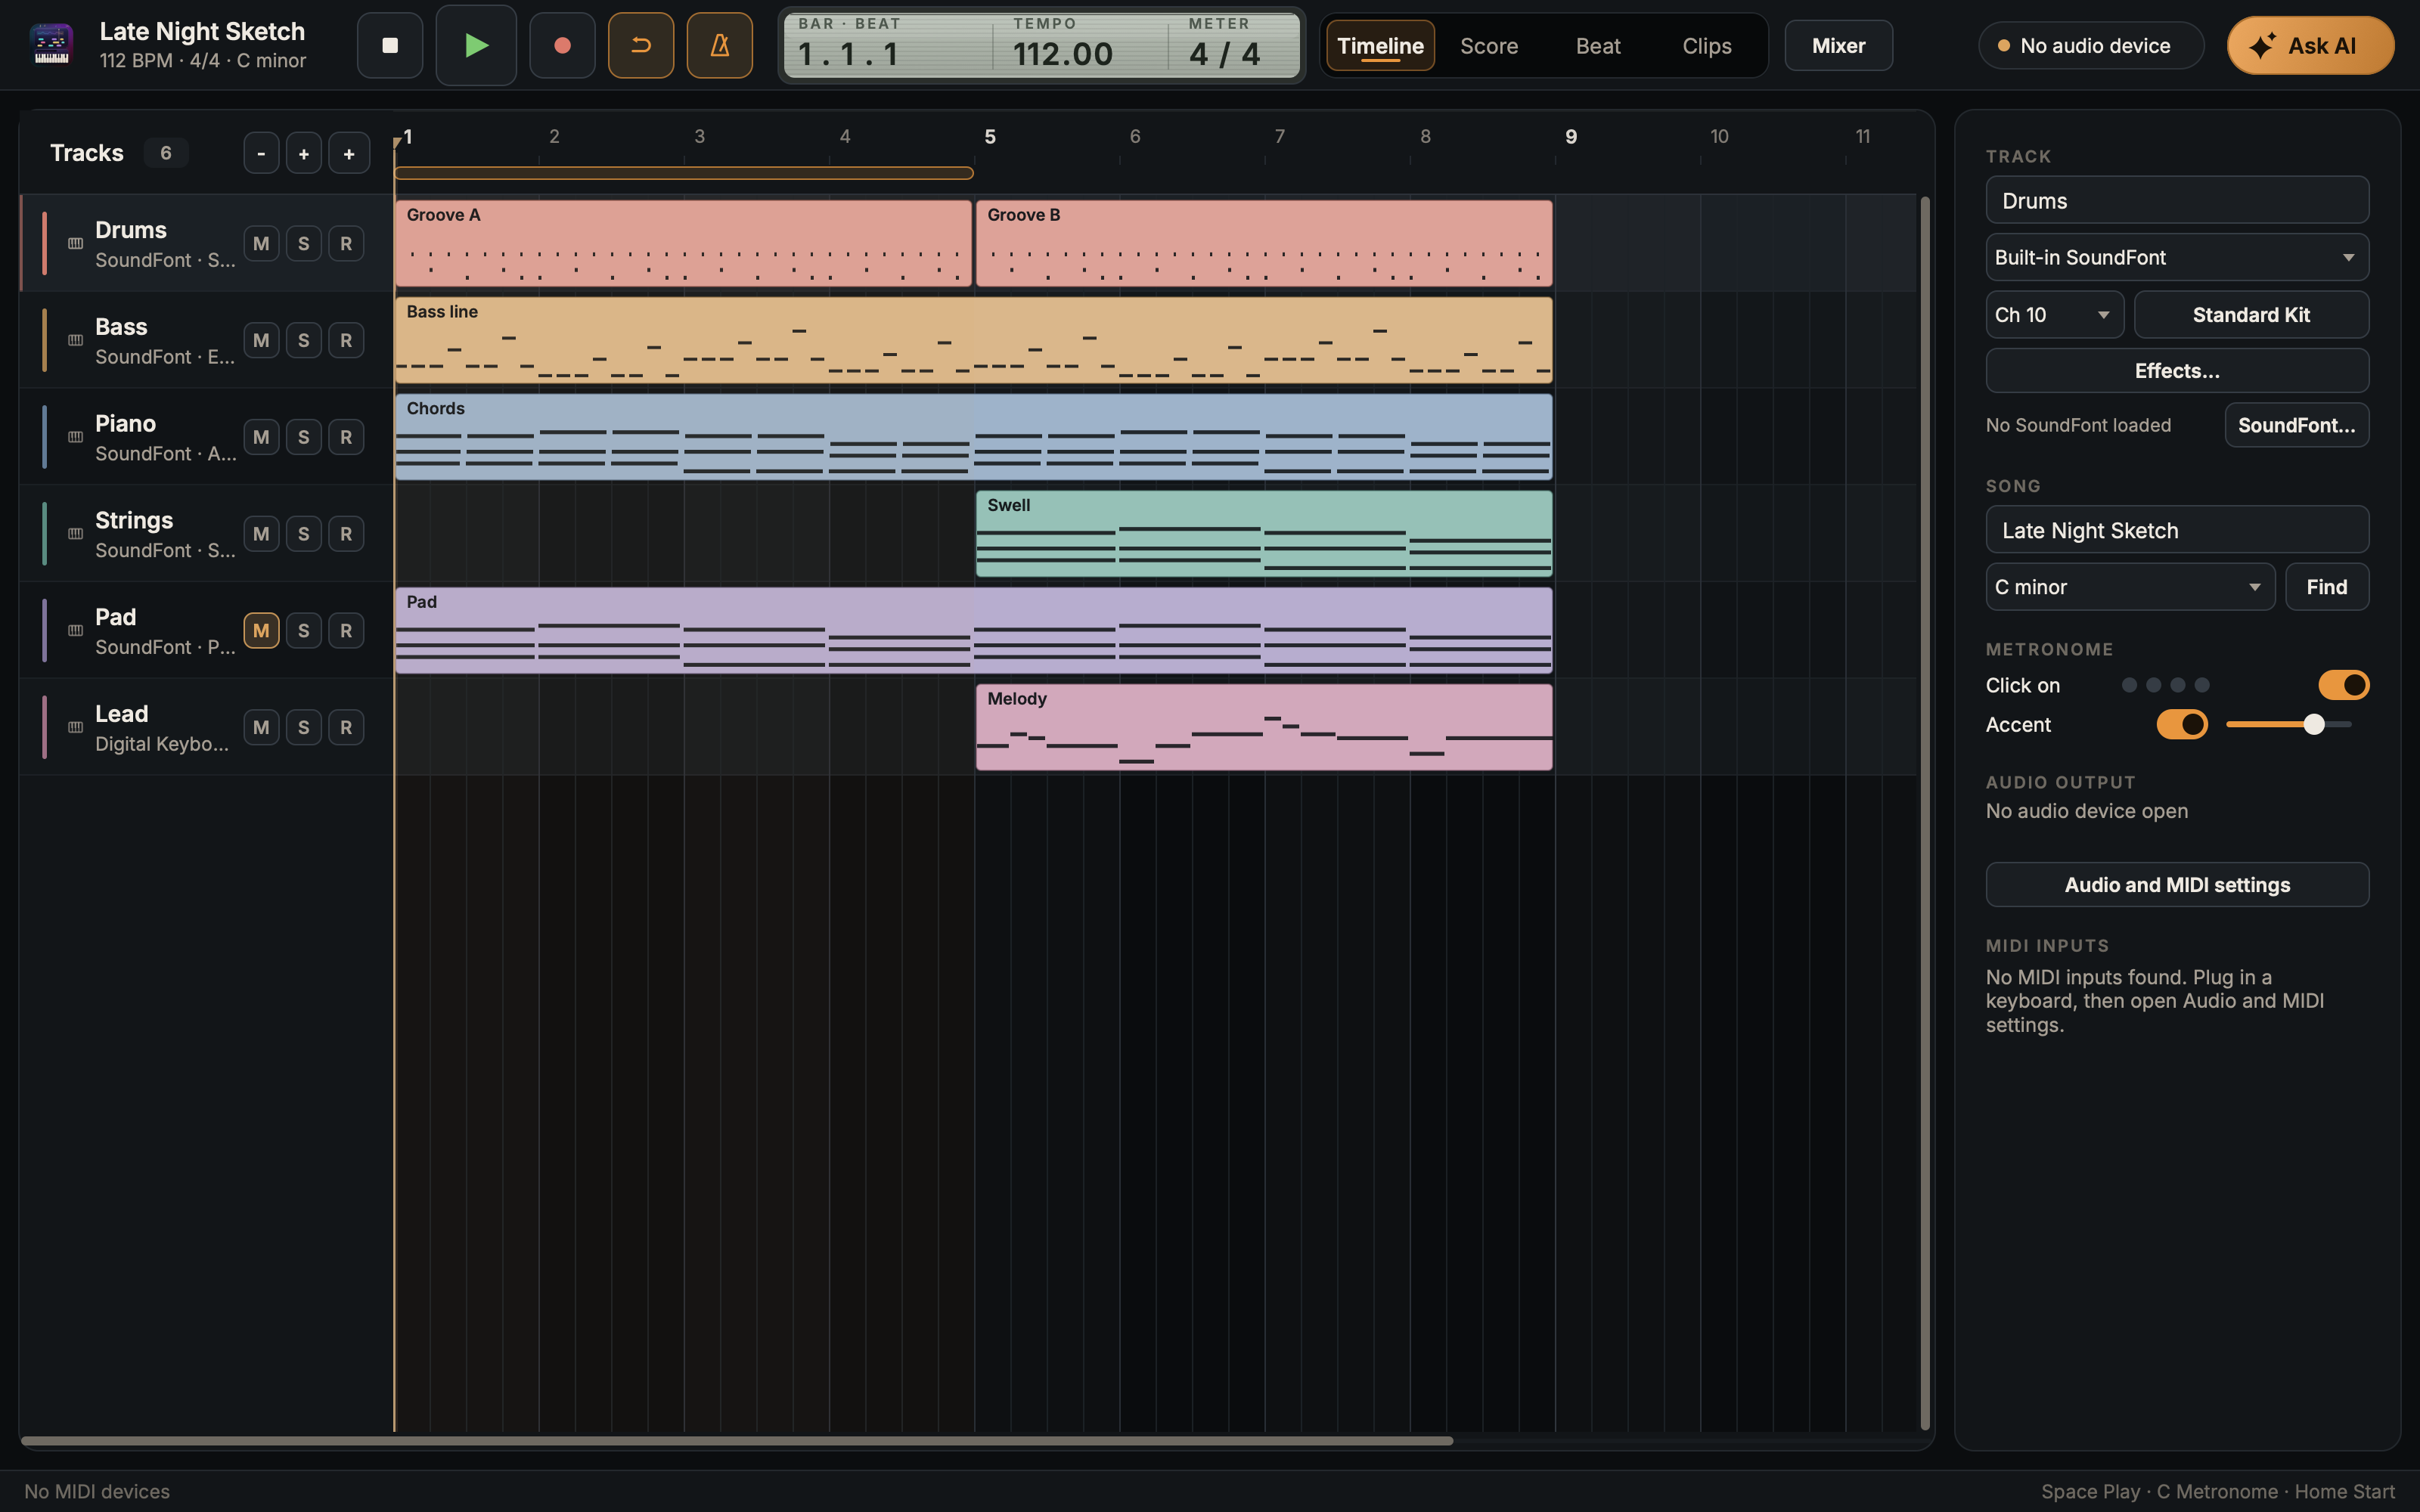 Late Night Sketch
112 BPM · 4/4 · C minor
BAR · BEAT
1 . 1 . 1
TEMPO
112.00
METER
4 / 4
Timeline
Score
Beat
Clips
Mixer
No audio device
Ask AI
Tracks 6 - + +
1 2 3 4 5 6 7 8 9 10 11
Drums
SoundFont · S...
M S R
Groove A
Groove B
Bass
SoundFont · E...
M S R
Bass line
Piano
SoundFont · A...
M S R
Chords
Strings
SoundFont · S...
M S R
Swell
Pad
SoundFont · P...
M S R
Pad
Lead
Digital Keybo...
M S R
Melody
TRACK
Drums
Built-in SoundFont
Ch 10
Standard Kit
Effects...
No SoundFont loaded
SoundFont...
SONG
Late Night Sketch
C minor
Find
METRONOME
Click on
Accent
AUDIO OUTPUT
No audio device open
Audio and MIDI settings
MIDI INPUTS
No MIDI inputs found. Plug in a
keyboard, then open Audio and MIDI
settings.
No MIDI devices
Space Play · C Metronome · Home Start